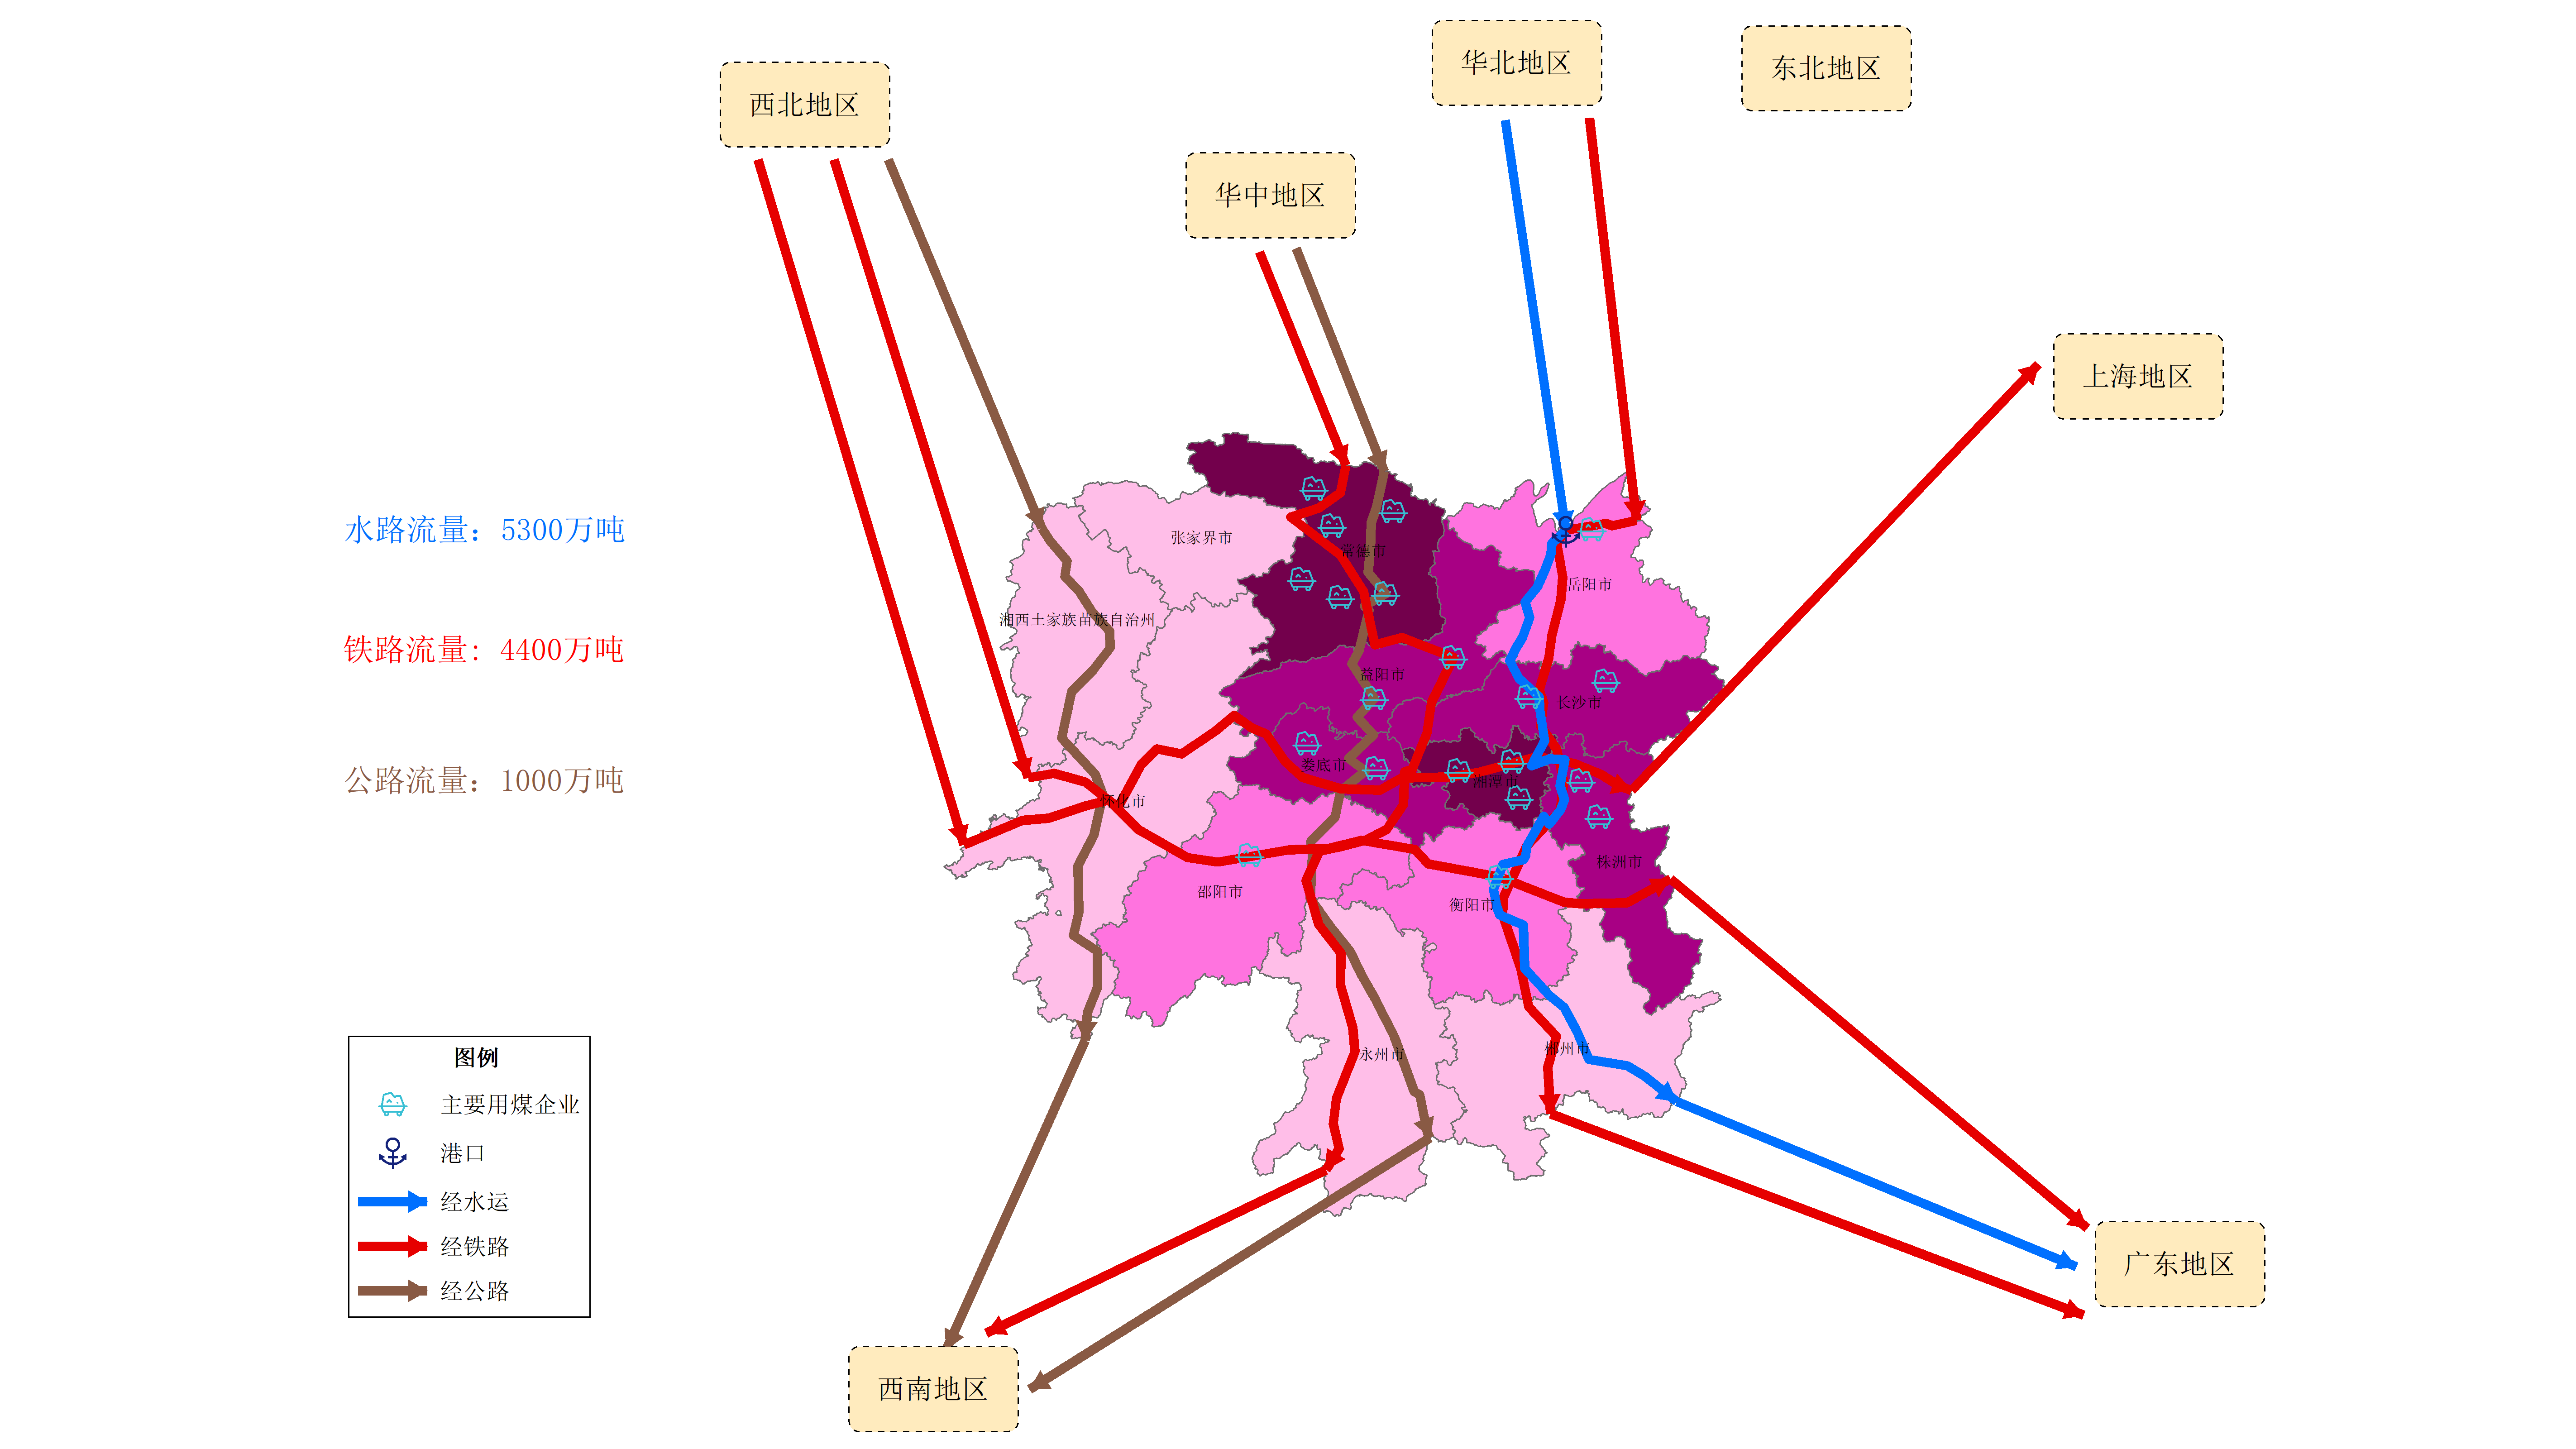 华北地区
东北地区
西北地区
华中地区
上海地区
水路流量：5300万吨
铁路流量：4400万吨
公路流量：1000万吨
张家界市
常德市
岳阳市
湘西土家族苗族自治州
益阳市
长沙市
娄底市
湘潭市
怀化市
株洲市
邵阳市
衡阳市
永州市
郴州市
图例
主要用煤企业
港口
经水运
经铁路
经公路
广东地区
西南地区